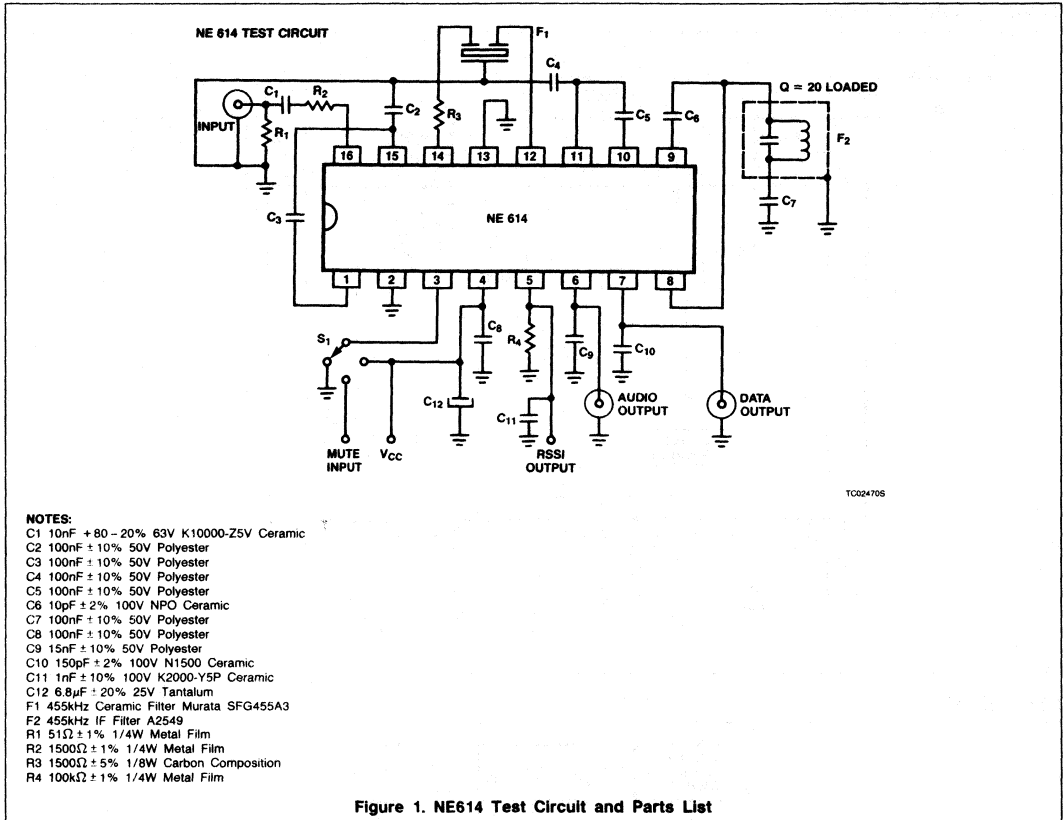 NE 614 TEST CIRCUIT
F1
C4
Q = 20 LOADED
C1
R2
INPUT
R1
C2
R3
C5
C6
F2
16
15
14
13
12
11
10
9
C7
C3
NE 614
1
2
3
4
5
6
7
8
S1
C8
R4
C9
C10
C12
C11
AUDIO
OUTPUT
DATA
OUTPUT
MUTE
INPUT
VCC
RSSI
OUTPUT
TC02470S
NOTES:
C1 10nF +80 – 20% 63V K10000-Z5V Ceramic
C2 100nF ± 10% 50V Polyester
C3 100nF ± 10% 50V Polyester
C4 100nF ± 10% 50V Polyester
C5 100nF ± 10% 50V Polyester
C6 10pF ± 2% 100V NPO Ceramic
C7 100nF ± 10% 50V Polyester
C8 100nF ± 10% 50V Polyester
C9 15nF ± 10% 50V Polyester
C10 150pF ± 2% 100V N1500 Ceramic
C11 1nF ± 10% 100V K2000-Y5P Ceramic
C12 6.8µF ± 20% 25V Tantalum
F1 455kHz Ceramic Filter Murata SFG455A3
F2 455kHz IF Filter A2549
R1 51Ω ± 1% 1/4W Metal Film
R2 1500Ω ± 1% 1/4W Metal Film
R3 1500Ω ± 5% 1/8W Carbon Composition
R4 100kΩ ± 1% 1/4W Metal Film
Figure 1. NE614 Test Circuit and Parts List